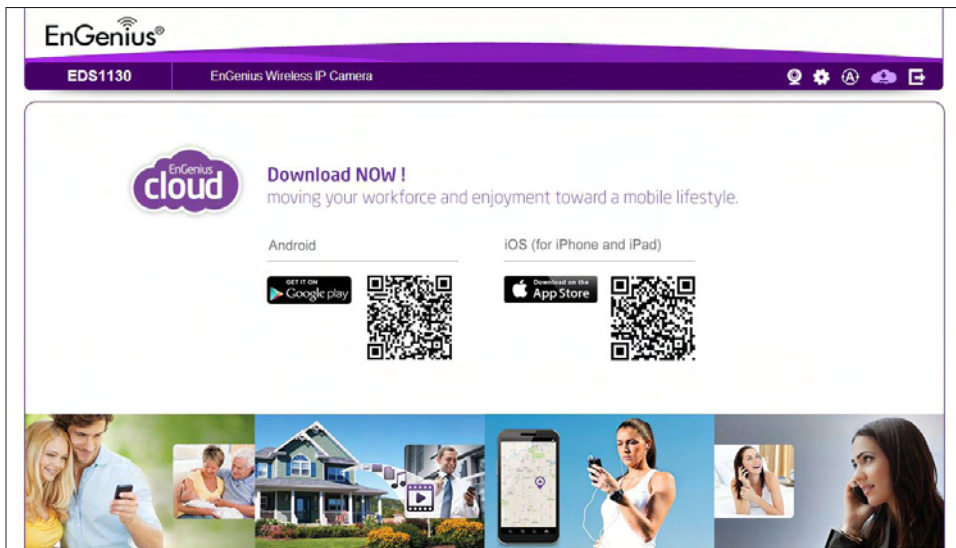 EnGenius®
EDS1130
EnGenius Wireless IP Camera
A
EnGenius
cloud
Download NOW !
moving your workforce and enjoyment toward a mobile lifestyle.
Android
iOS (for iPhone and iPad)
GET IT ON
Google play
Download on the
App Store